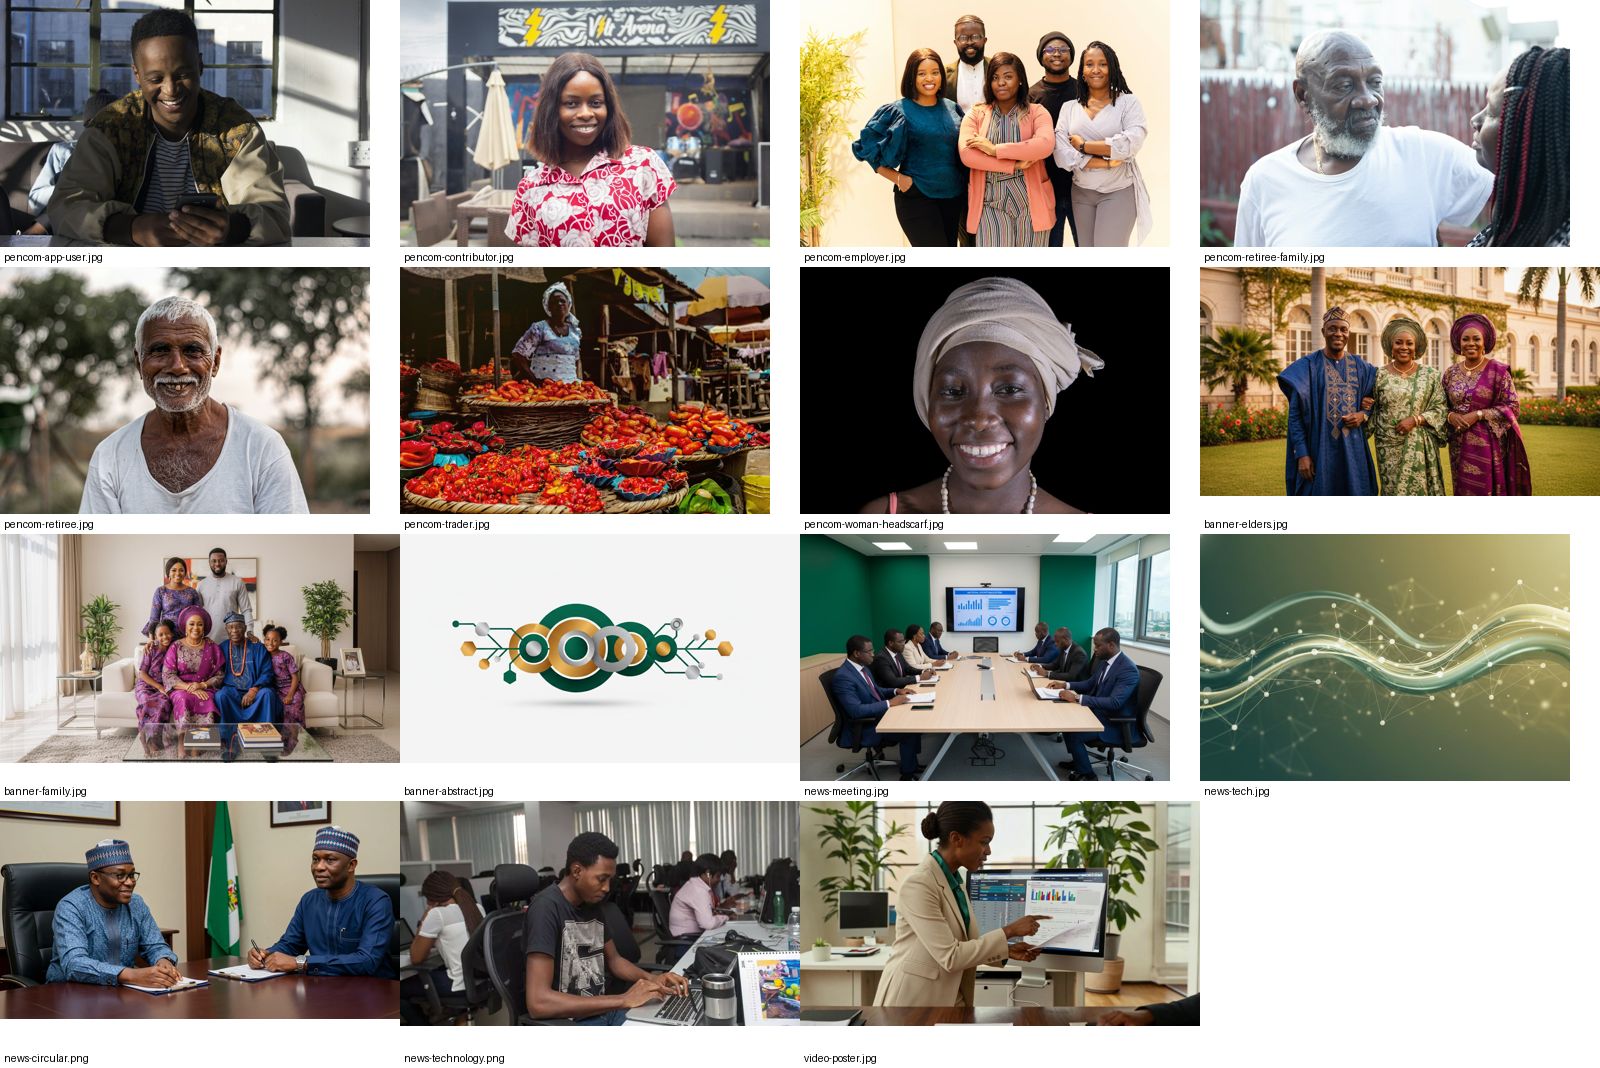 Vili Arena
pencom-app-user.jpg
pencom-contributor.jpg
pencom-employer.jpg
pencom-retiree-family.jpg
pencom-retiree.jpg
pencom-trader.jpg
pencom-woman-headscarf.jpg
banner-elders.jpg
banner-family.jpg
banner-abstract.jpg
news-meeting.jpg
news-tech.jpg
news-circular.png
news-technology.png
video-poster.jpg